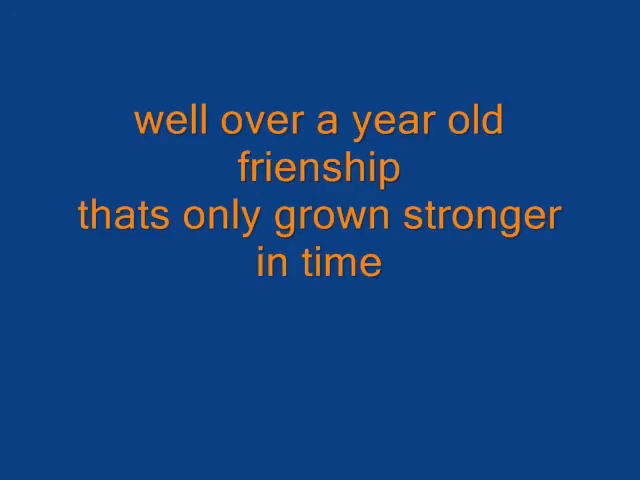 well over a year old
frienship
thats only grown stronger
in time